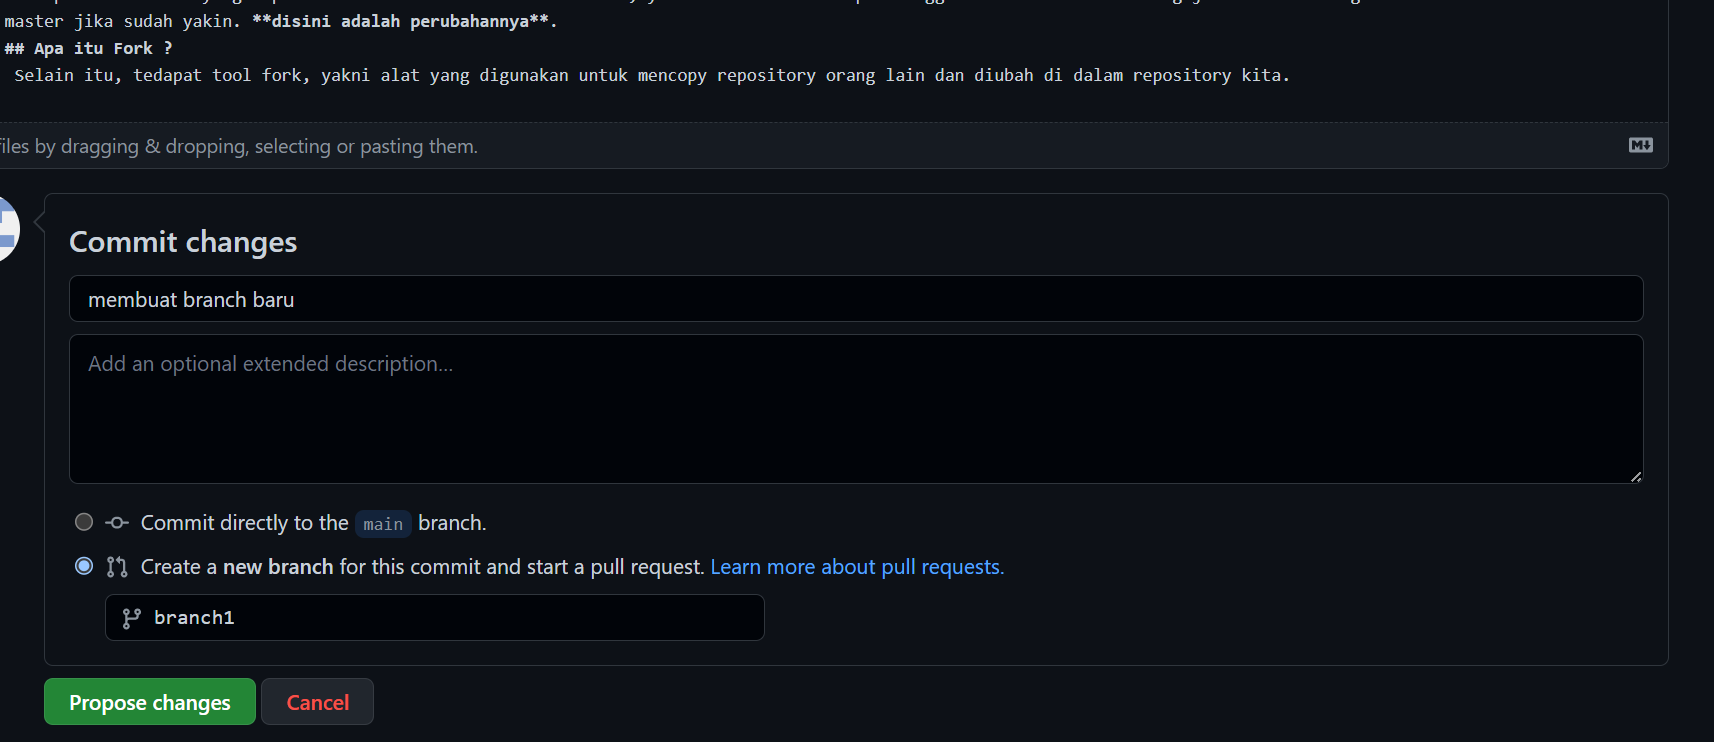 master jika sudah yakin. **disini adalah perubahannya**.
## Apa itu Fork ?
Selain itu, tedapat tool fork, yakni alat yang digunakan untuk mencopy repository orang lain dan diubah di dalam repository kita.
files by dragging & dropping, selecting or pasting them.
Commit changes
membuat branch baru
Add an optional extended description...
Commit directly to the main branch.
Create a new branch for this commit and start a pull request. Learn more about pull requests.
branch1
Propose changes Cancel